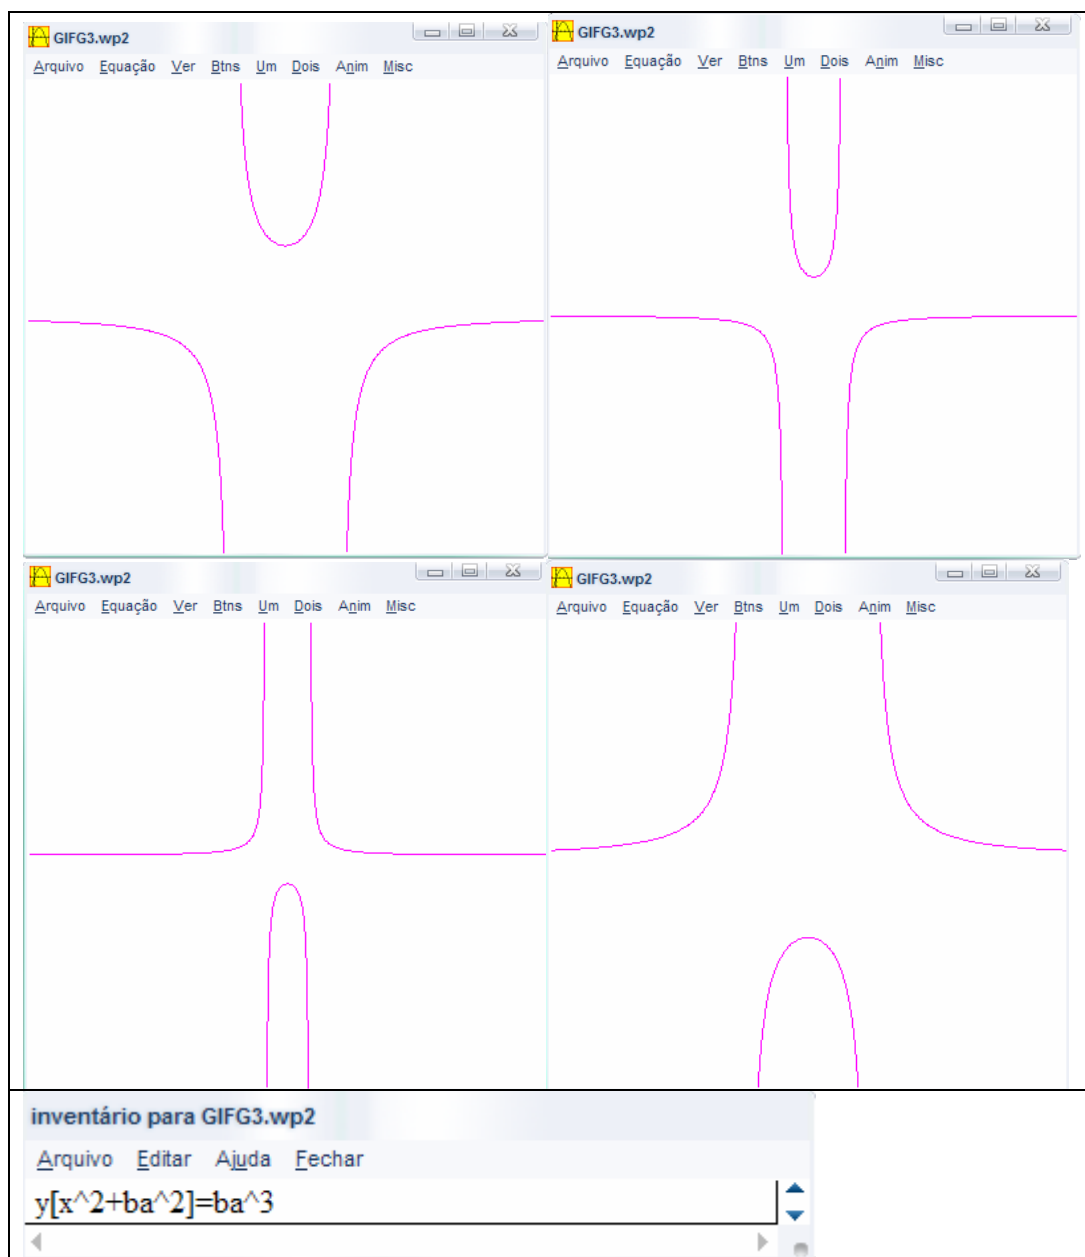 GIFG3.wp2
Arquivo Equação Ver Btns Um Dois Anim Misc
GIFG3.wp2
Arquivo Equação Ver Btns Um Dois Anim Misc
GIFG3.wp2
Arquivo Equação Ver Btns Um Dois Anim Misc
GIFG3.wp2
Arquivo Equação Ver Btns Um Dois Anim Misc
inventário para GIFG3.wp2
Arquivo Editar Ajuda Fechar
y[x^2+ba^2]=ba^3